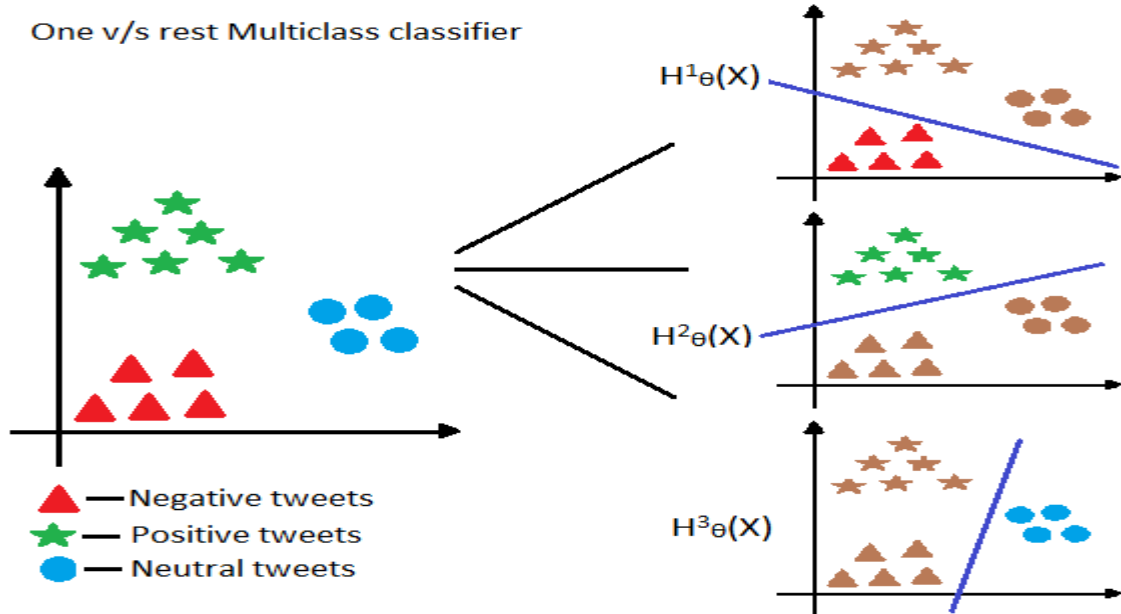 One v/s rest Multiclass classifier
H¹θ(X)
H²θ(X)
H³θ(X)
Negative tweets
Positive tweets
Neutral tweets